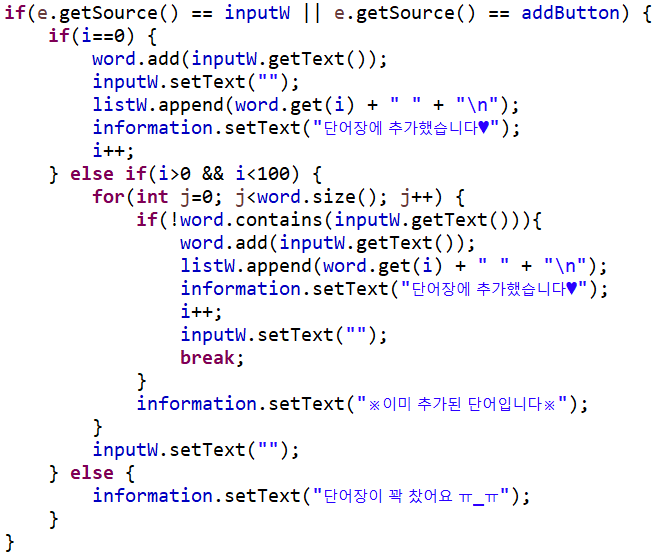 if(e.getSource() == inputW || e.getSource() == addButton) {
    if(i==0) {
        word.add(inputW.getText());
        inputW.setText("");
        listW.append(word.get(i) + " " + "\n");
        information.setText("단어장에 추가했습니다♥");
        i++;
    } else if(i>0 && i<100) {
        for(int j=0; j<word.size(); j++) {
            if(!word.contains(inputW.getText())){
                word.add(inputW.getText());
                listW.append(word.get(i) + " " + "\n");
                information.setText("단어장에 추가했습니다♥");
                i++;
                inputW.setText("");
                break;
            }
            information.setText("※이미 추가된 단어입니다※");
        }
        inputW.setText("");
    } else {
        information.setText("단어장이 꽉 찼어요 ㅠ_ㅠ");
    }
}